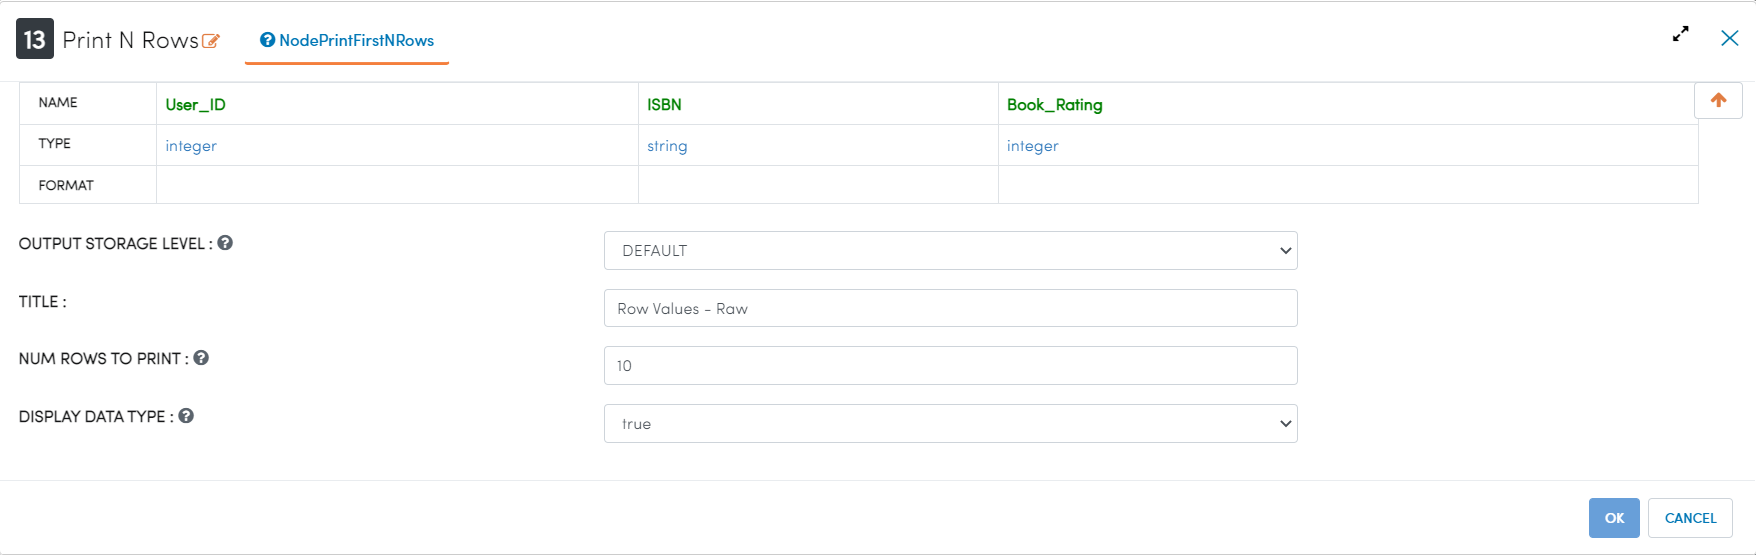 13 Print N Rows NodePrintFirstNRows
NAME User_ID ISBN Book_Rating
TYPE integer string integer
FORMAT
OUTPUT STORAGE LEVEL : DEFAULT
TITLE : Row Values - Raw
NUM ROWS TO PRINT : 10
DISPLAY DATA TYPE : true
OK CANCEL